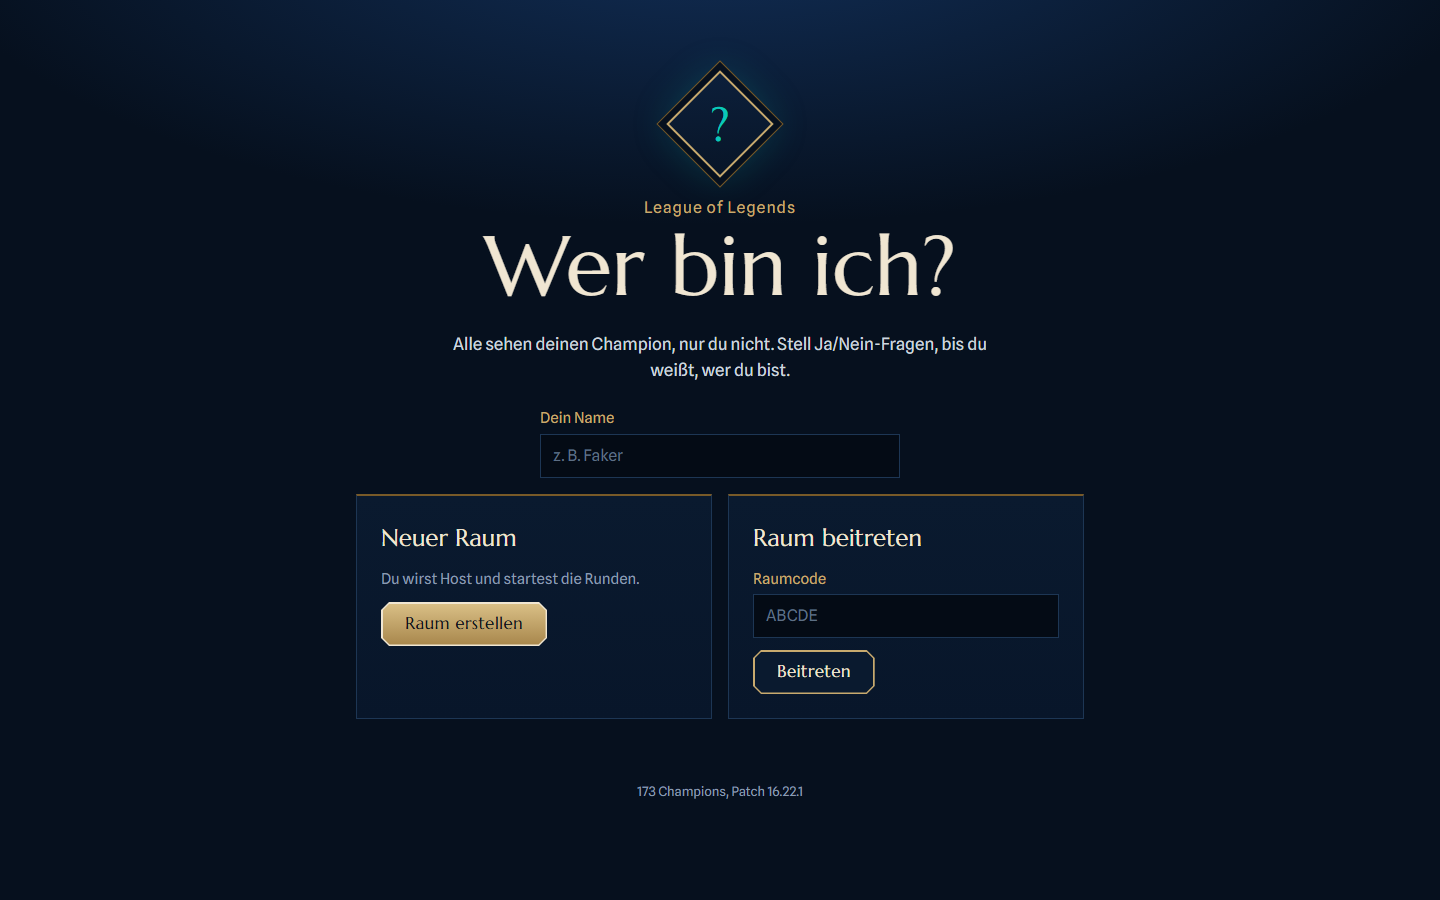 ?
League of Legends
Wer bin ich?
Alle sehen deinen Champion, nur du nicht. Stell Ja/Nein-Fragen, bis du
weißt, wer du bist.
Dein Name
z. B. Faker
Neuer Raum
Du wirst Host und startest die Runden.
Raum erstellen
Raum beitreten
Raumcode
ABCDE
Beitreten
173 Champions, Patch 16.22.1